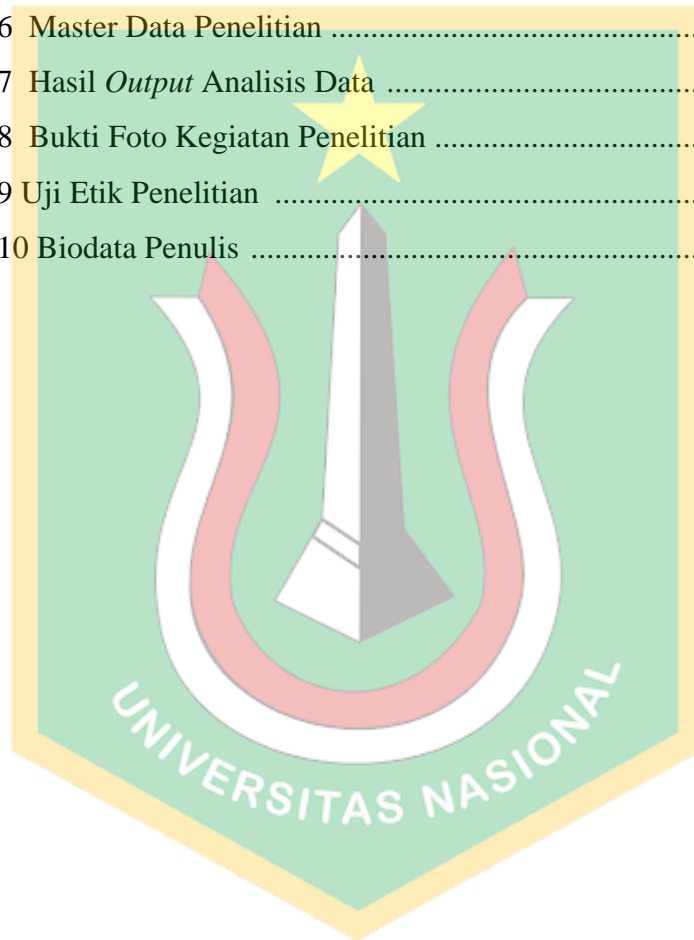 6 Master Data Penelitian ............................................
7 Hasil Output Analisis Data ......................................
8 Bukti Foto Kegiatan Penelitian ................................
9 Uji Etik Penelitian ....................................................
10 Biodata Penulis .......................................................
UNIVERSITAS NASIONAL